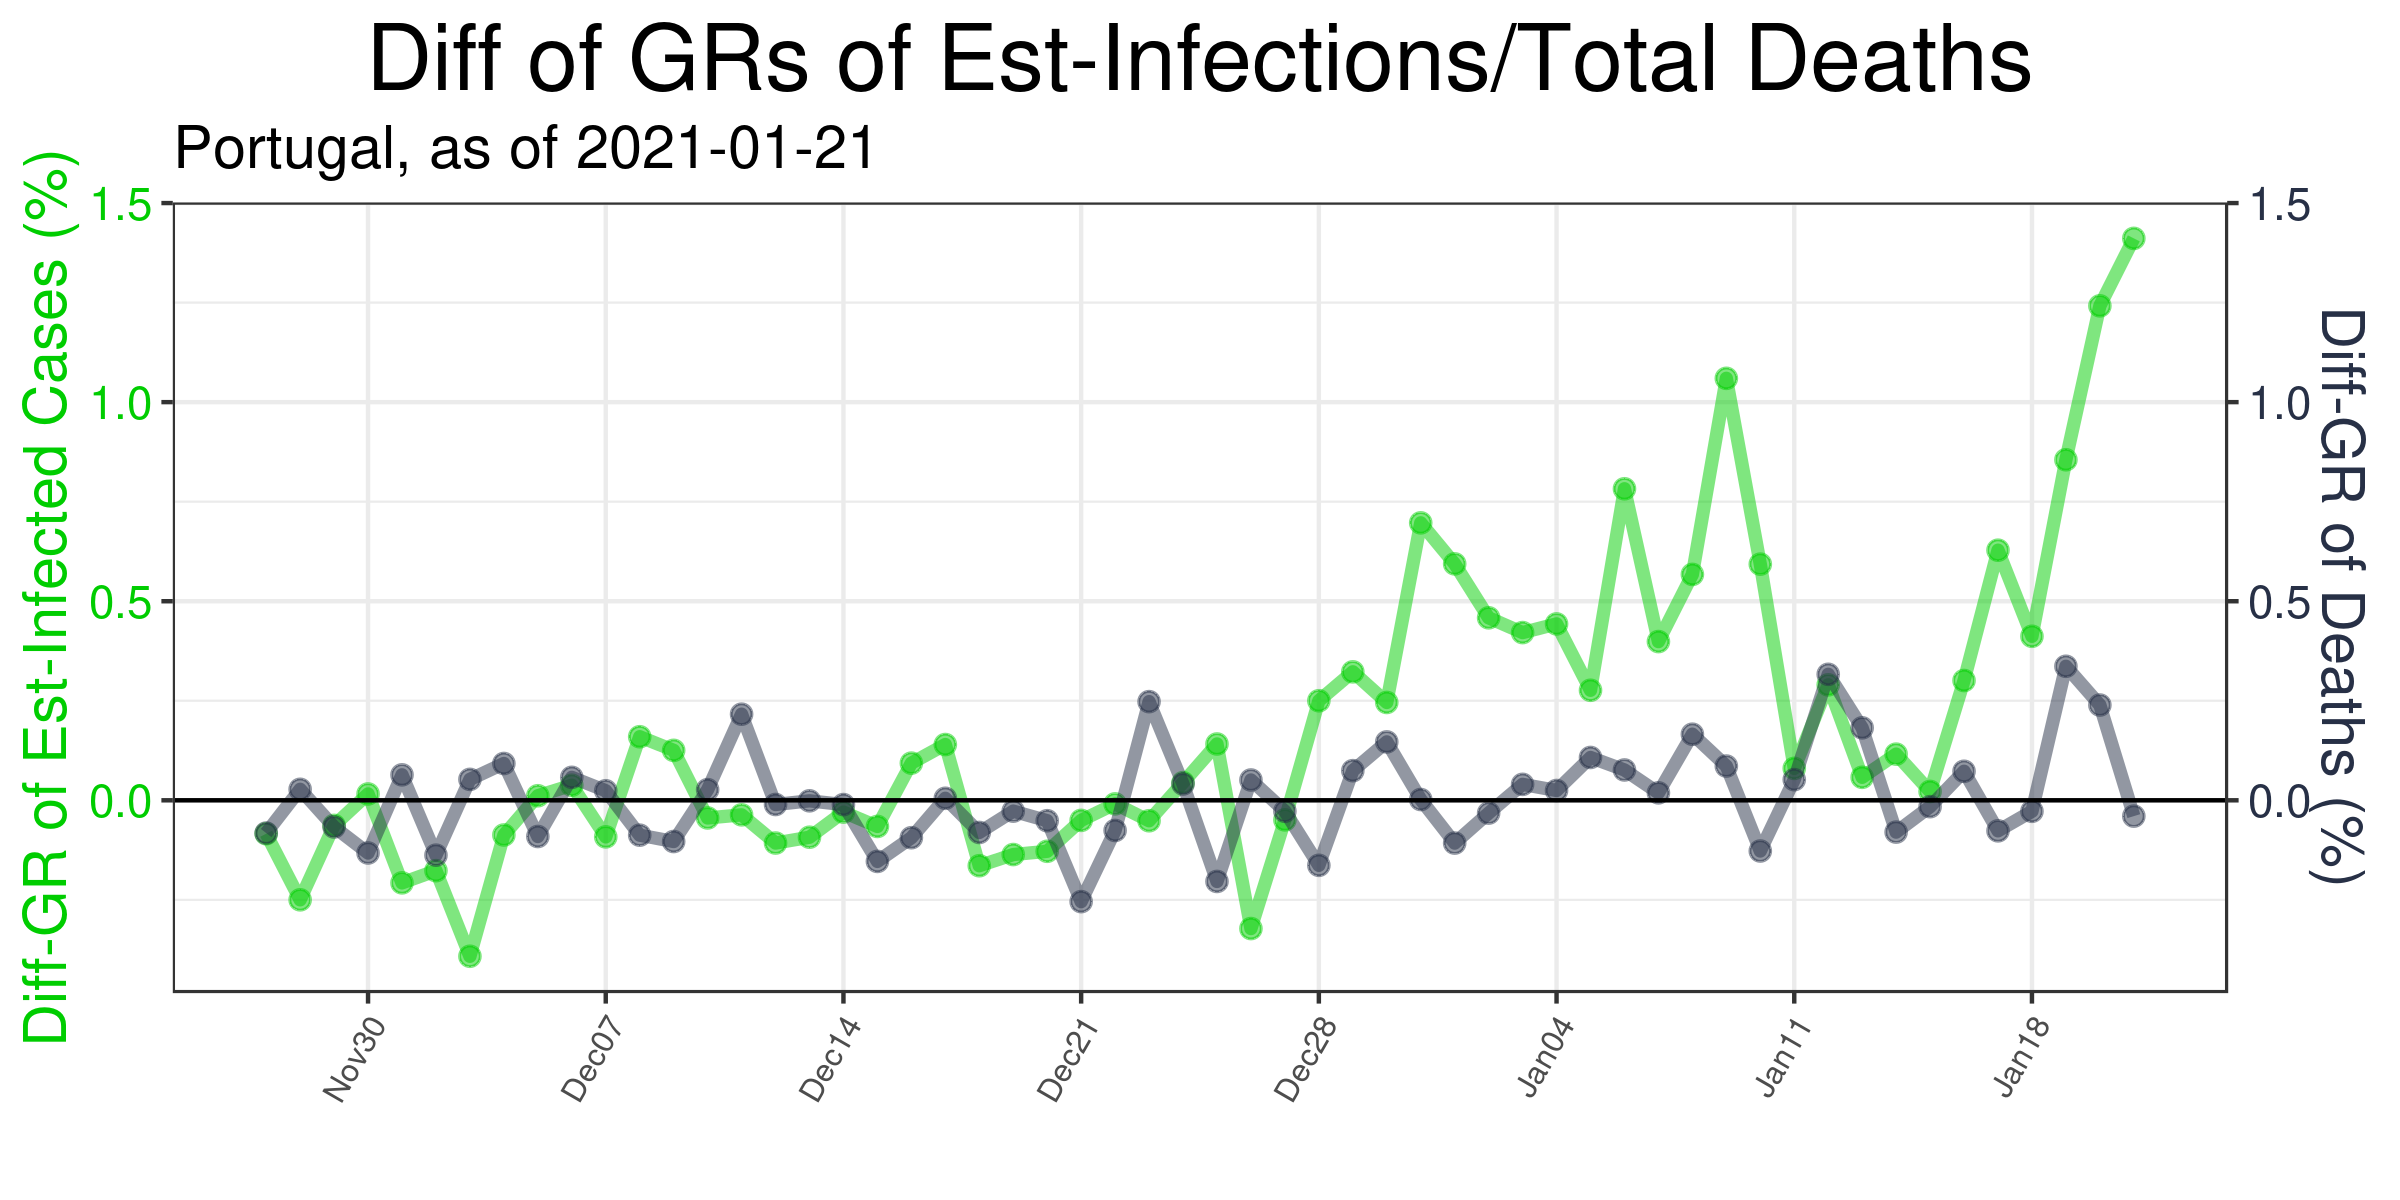 Diff of GRs of Est-Infections/Total Deaths
Portugal, as of 2021-01-21
Diff-GR of Est-Infected Cases (%)
1.5
1.0
0.5
0.0
1.5
1.0
0.5
0.0
Diff-GR of Deaths (%)
Nov30
Dec07
Dec14
Dec21
Dec28
Jan04
Jan11
Jan18